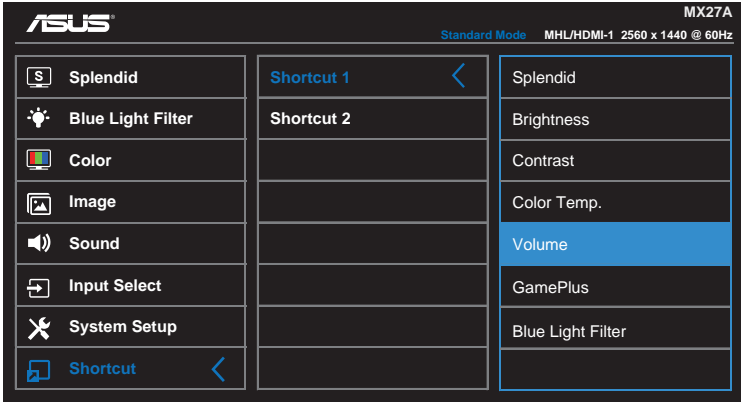 ASUS
MX27A
Standard Mode MHL/HDMI-1 2560 x 1440 @ 60Hz
S Splendid
Blue Light Filter
Color
Image
Sound
Input Select
System Setup
Shortcut
Shortcut 1
Shortcut 2
Splendid
Brightness
Contrast
Color Temp.
Volume
GamePlus
Blue Light Filter